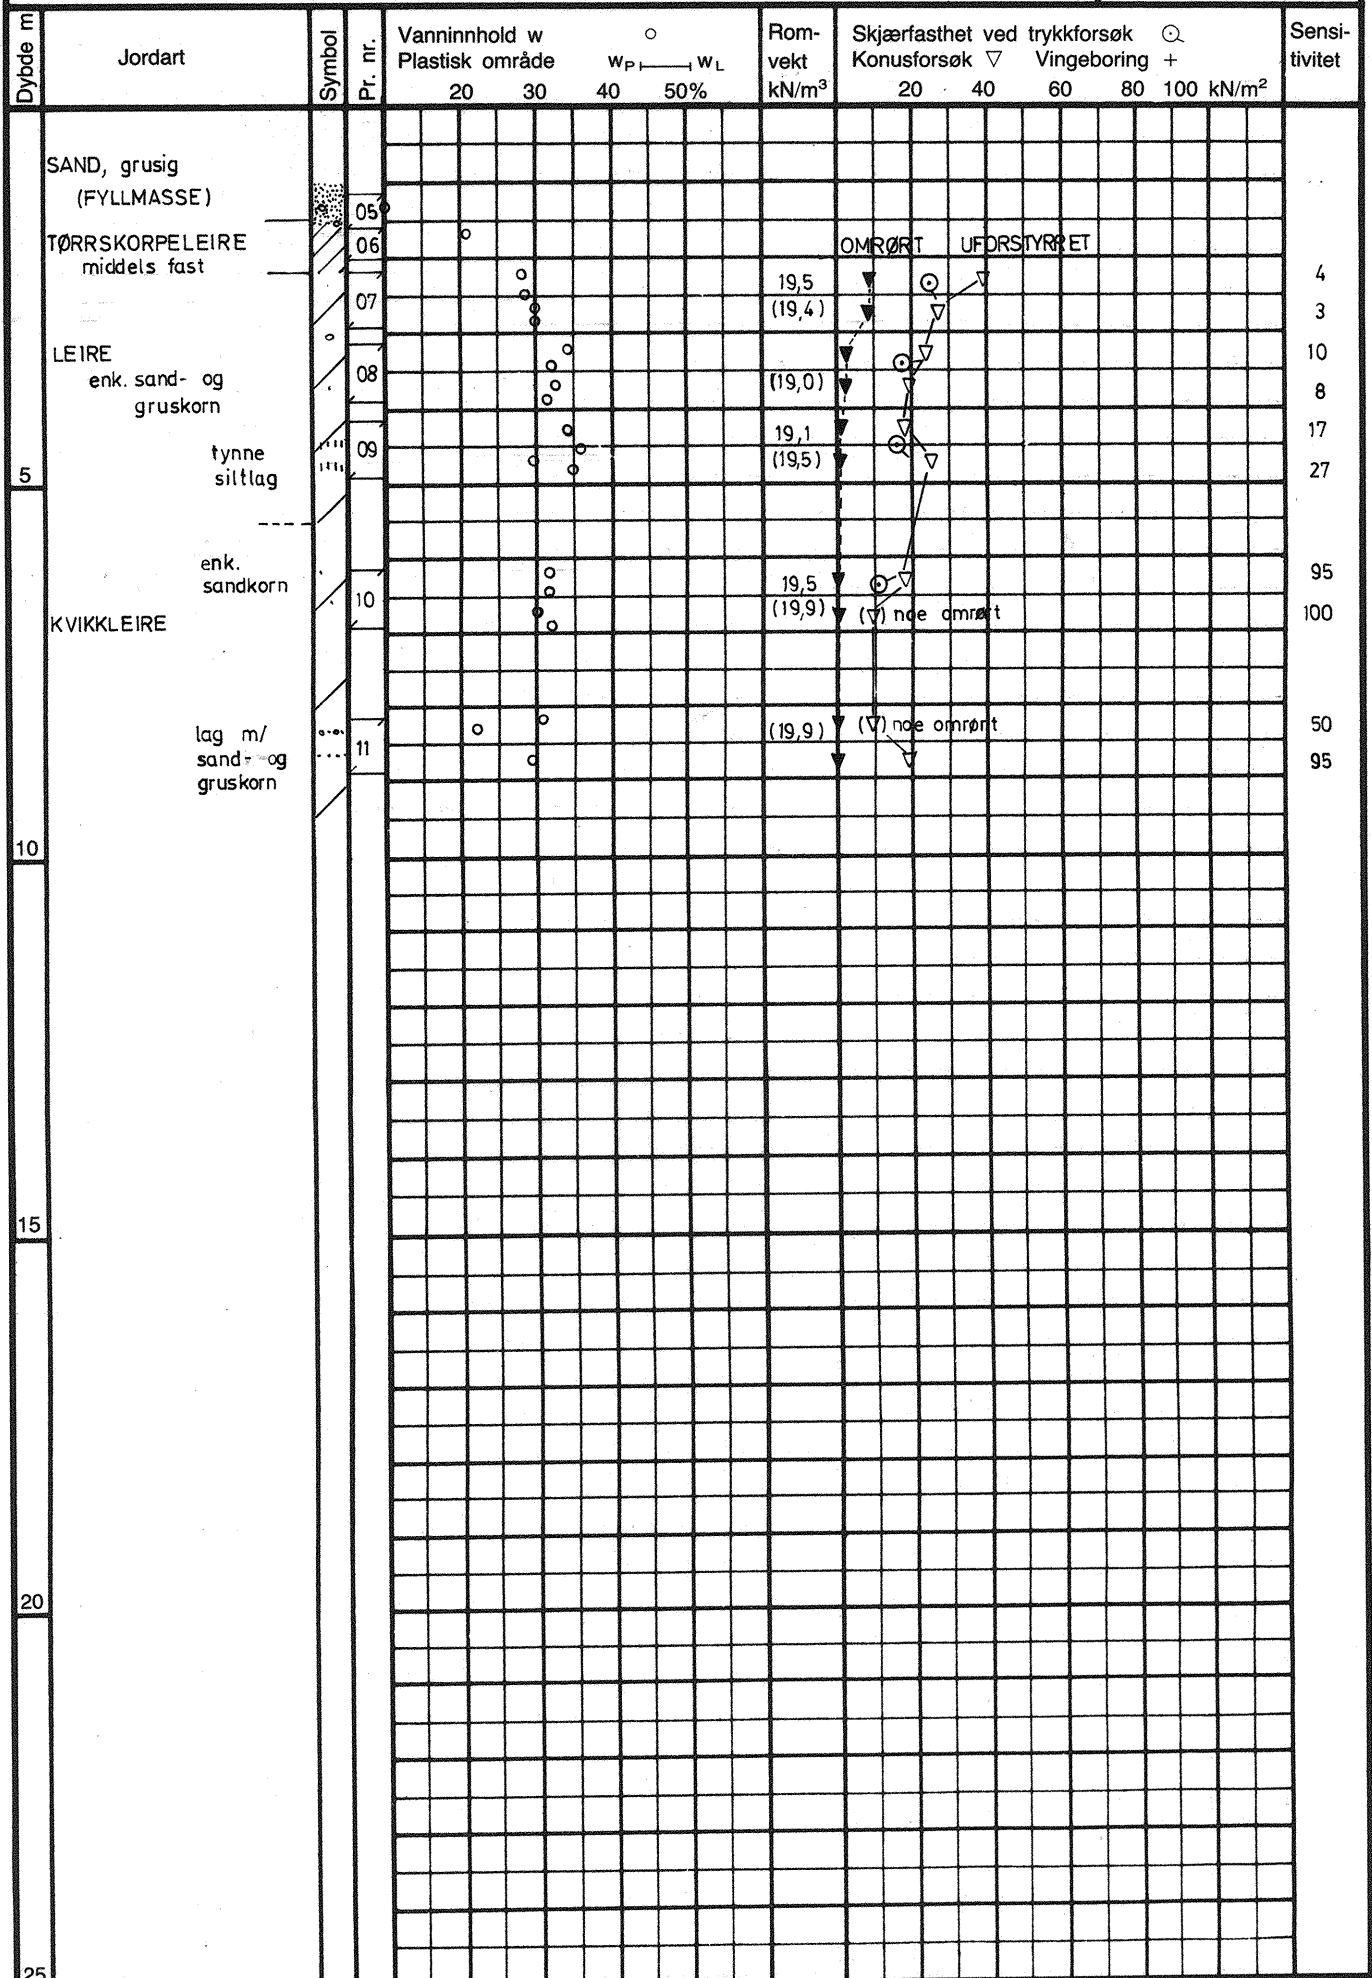 Dybde m
Jordart
Symbol
Pr. nr.
Vanninnhold w
Plastisk område wP wL
20 30 40 50%
Rom-
vekt
kN/m³
Skjærfasthet ved trykkforsøk
Konusforsøk ▽ Vingeboring +
20 40 60 80 100 kN/m²
Sensi-
tivitet
SAND, grusig
(FYLLMASSE)
05
TØRRSKORPELEIRE
middels fast
06
OMRØRT UFORSTYRRET
19,5 4
07 (19,4) 3
LEIRE 10
enk. sand- og
gruskorn
08 (19,0) 8
19,1 17
tynne
siltlag
09 (19,5) 27
5
enk.
sandkorn
19,5 95
10 (19,9) (▽) noe omrørt 100
KVIKKLEIRE
lag m/
sand- og
gruskorn
11 (19,9) (▽) noe omrørt 50
95
10
15
20
25